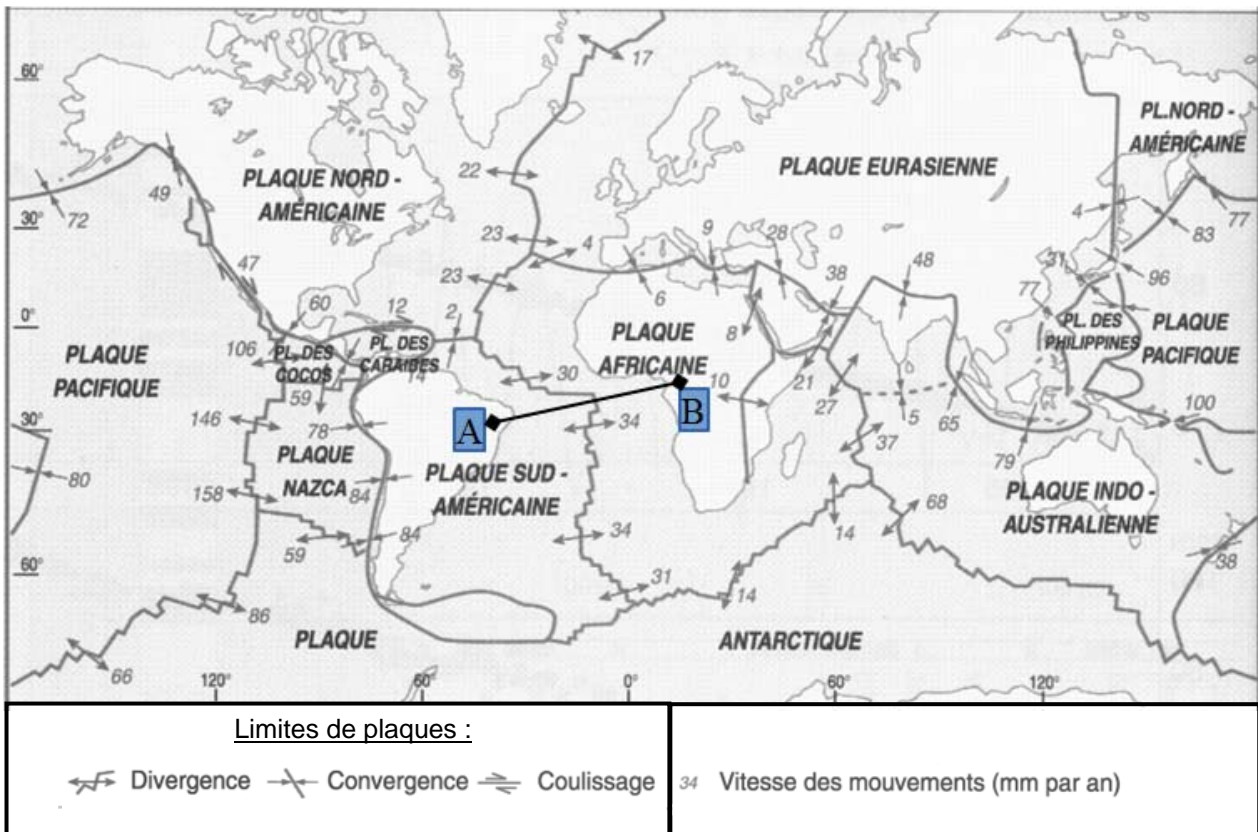 17
60°
PL.NORD -
AMÉRICAINE
PLAQUE NORD -
AMÉRICAINE
PLAQUE EURASIENNE
22
49
72
77
4
83
30°
23
4
9
28
48
31
96
47
23
6
38
77
60
12
2
0°
8
PLAQUE
AFRICAINE
PL. DES
PHILIPPINES
PLAQUE
PACIFIQUE
PLAQUE
PACIFIQUE
106
PL. DES
COCOS
PL. DES
CARAIBES
14
30
10
21
59
27
5
65
100
B
A
146
30°
78
34
37
PLAQUE
NAZCA
PLAQUE SUD -
AMÉRICAINE
79
80
158
84
PLAQUE INDO -
AUSTRALIENNE
68
59
84
34
14
38
60°
31
14
86
PLAQUE
ANTARCTIQUE
66
120°
60°
0°
60°
120°
Limites de plaques :
Divergence
Convergence
Coulissage
34 Vitesse des mouvements (mm par an)